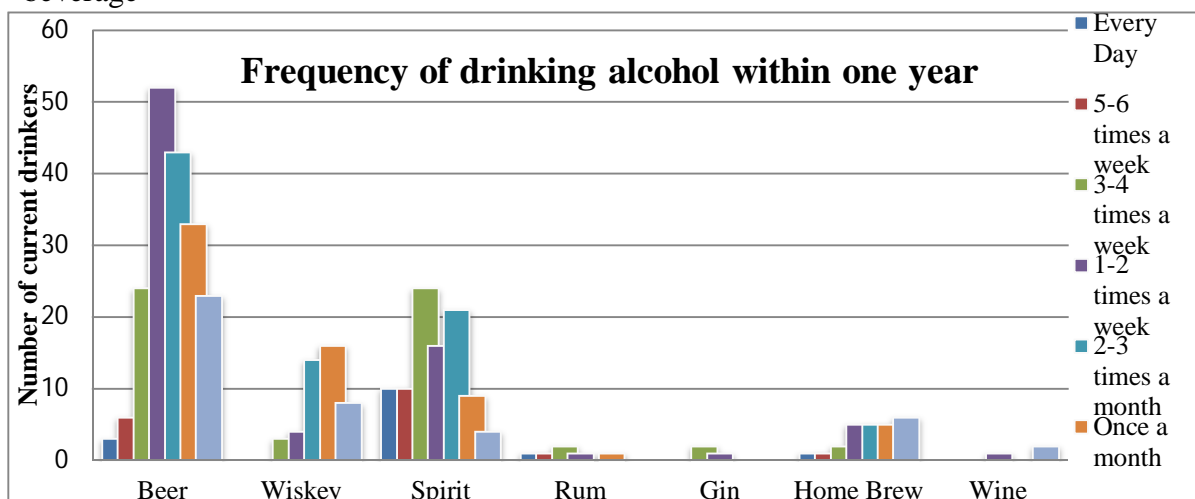 beverage
Frequency of drinking alcohol within one year
Number of current drinkers
60
50
40
30
20
10
0
Beer Wiskey Spirit Rum Gin Home Brew Wine
Every
Day
5-6
times a
week
3-4
times a
week
1-2
times a
week
2-3
times a
month
Once a
month